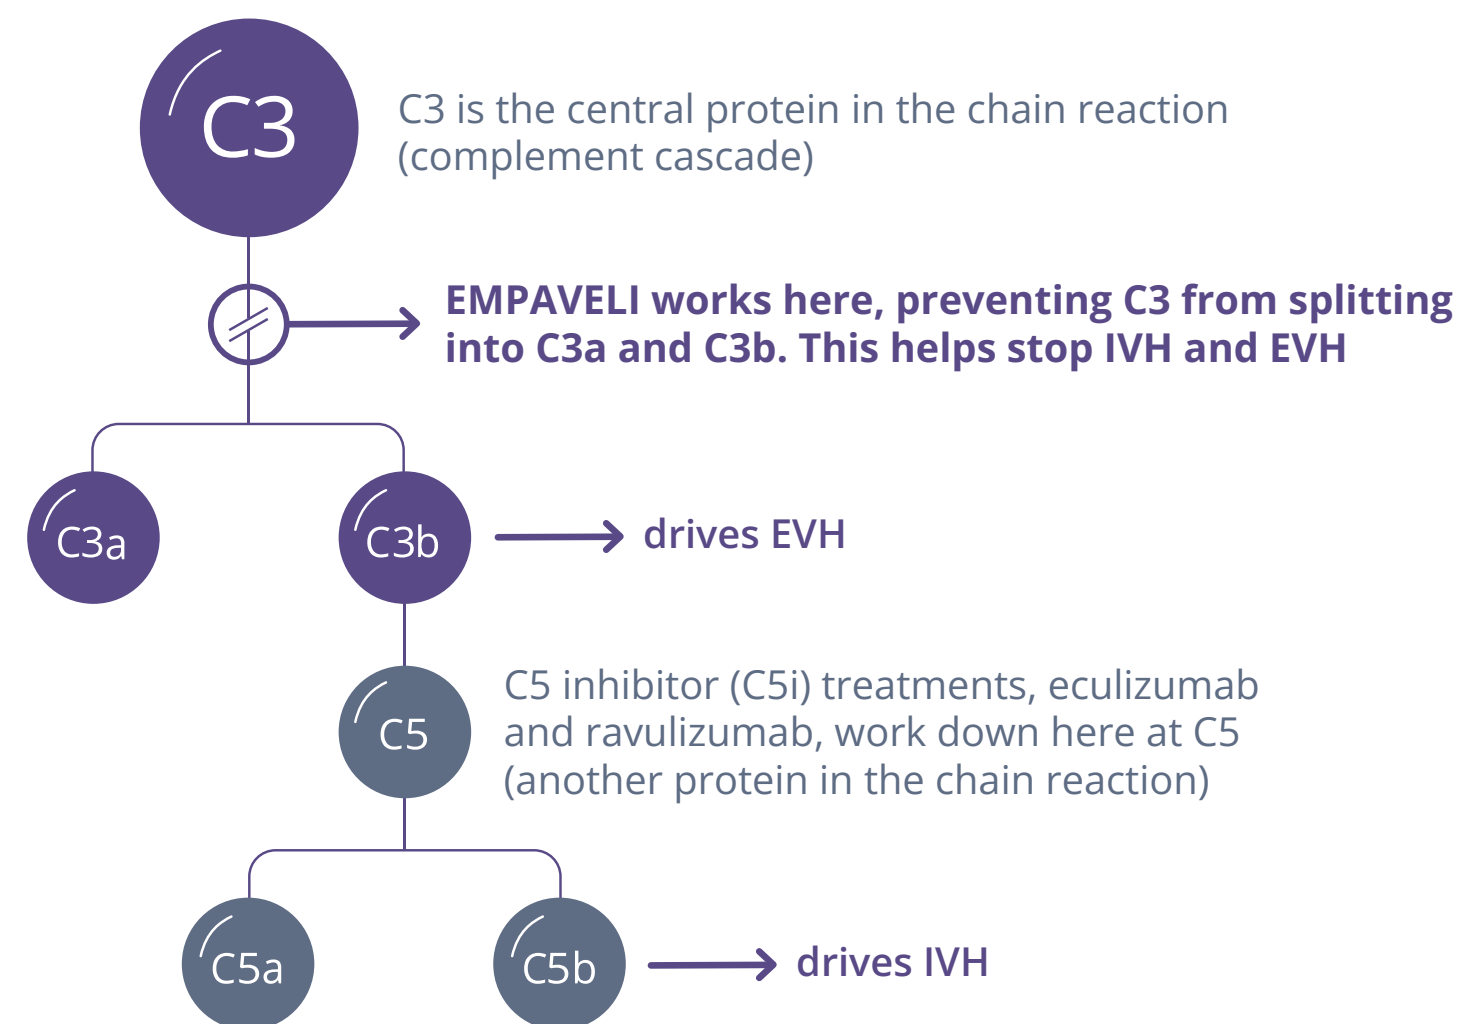 C3
C3 is the central protein in the chain reaction
(complement cascade)
EMPAVELI works here, preventing C3 from splitting
into C3a and C3b. This helps stop IVH and EVH
C3a
C3b
drives EVH
C5
C5 inhibitor (C5i) treatments, eculizumab
and ravulizumab, work down here at C5
(another protein in the chain reaction)
C5a
C5b
drives IVH